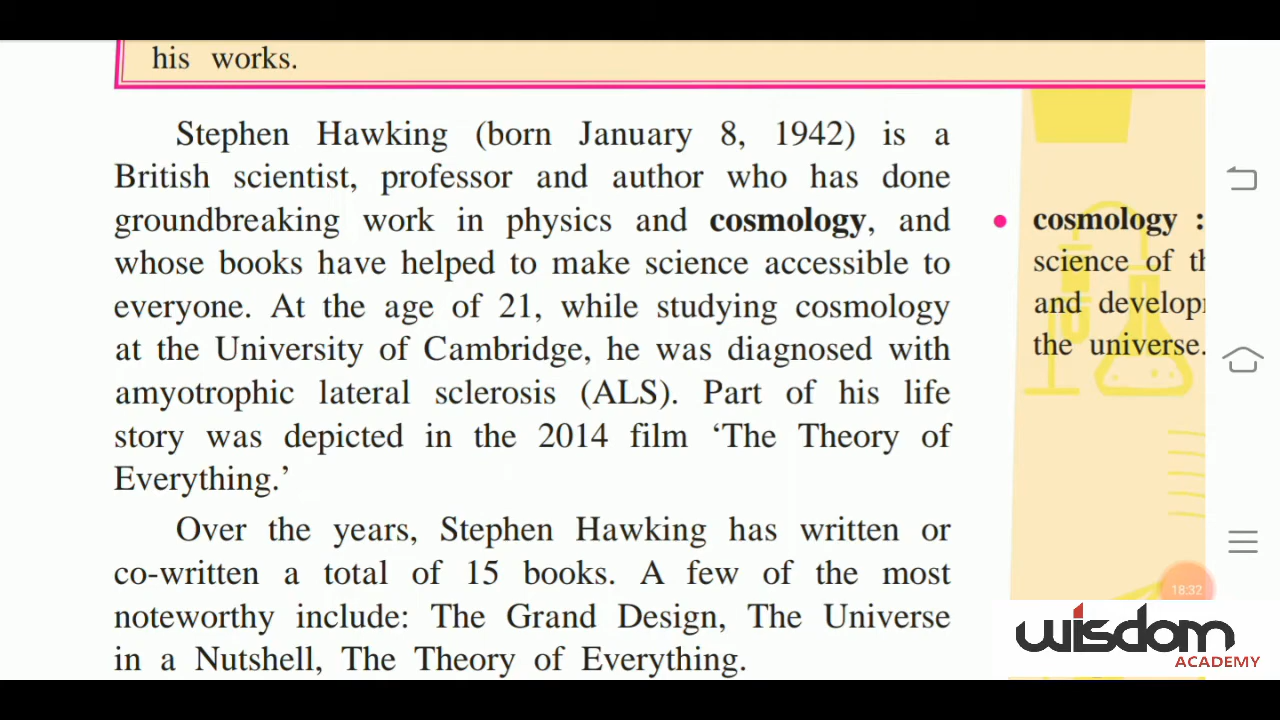 his works.
Stephen Hawking (born January 8, 1942) is a
British scientist, professor and author who has done
groundbreaking work in physics and cosmology, and
whose books have helped to make science accessible to
everyone. At the age of 21, while studying cosmology
at the University of Cambridge, he was diagnosed with
amyotrophic lateral sclerosis (ALS). Part of his life
story was depicted in the 2014 film ‘The Theory of
Everything.’
Over the years, Stephen Hawking has written or
co-written a total of 15 books. A few of the most
noteworthy include: The Grand Design, The Universe
in a Nutshell, The Theory of Everything.
• cosmology :
science of
and
the universe.
18:32
wisdom
ACADEMY